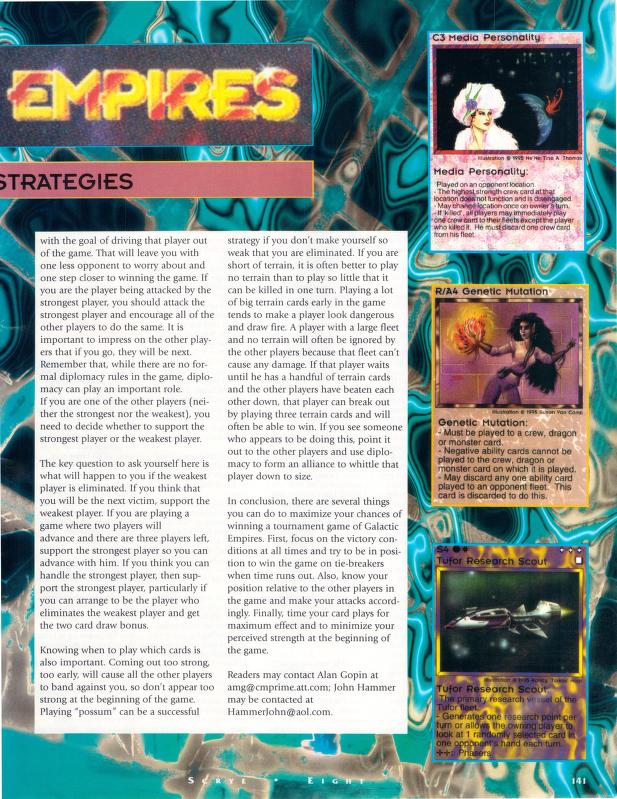 EMPIRES
STRATEGIES
with the goal of driving that player out
of the game. That will leave you with
one less opponent to worry about and
one step closer to winning the game. If
you are the player being attacked by the
strongest player, you should attack the
strongest player and encourage all of the
other players to do the same. It is
important to impress on the other play-
ers that if you go, they will be next.
Remember that, while there are no for-
mal diplomacy rules in the game, diplo-
macy can play an important role.
If you are one of the other players (nei-
ther the strongest nor the weakest), you
need to decide whether to support the
strongest player or the weakest player.
The key question to ask yourself here is
what will happen to you if the weakest
player is eliminated. If you think that
you will be the next victim, support the
weakest player. If you are playing a
game where two players will
advance and there are three players left,
support the strongest player so you can
advance with him. If you think you can
handle the strongest player, then sup-
port the strongest player, particularly if
you can arrange to be the player who
eliminates the weakest player and get
the two card draw bonus.
Knowing when to play which cards is
also important. Coming out too strong,
too early, will cause all the other players
to band against you, so don't appear too
strong at the beginning of the game.
Playing "possum" can be a successful
strategy if you don't make yourself so
weak that you are eliminated. If you are
short of terrain, it is often better to play
no terrain than to play so little that it
can be killed in one turn. Playing a lot
of big terrain cards early in the game
tends to make a player look dangerous
and draw fire. A player with a large fleet
and no terrain will often be ignored by
the other players because that fleet can't
cause any damage. If that player waits
until he has a handful of terrain cards
and the other players have beaten each
other down, that player can break out
by playing three terrain cards and will
often be able to win. If you see someone
who appears to be doing this, point it
out to the other players and use diplo-
macy to form an alliance to whittle that
player down to size.
In conclusion, there are several things
you can do to maximize your chances of
winning a tournament game of Galactic
Empires. First, focus on the victory con-
ditions at all times and try to be in posi-
tion to win the game on tie-breakers
when time runs out. Also, know your
position relative to the other players in
the game and make your attacks accord-
ingly. Finally, time your card plays for
maximum effect and to minimize your
perceived strength at the beginning of
the game.
Readers may contact Alan Gopin at
amg@cmprime.att.com; John Hammer
may be contacted at
HammerJohn@aol.com.
C3 Media Personality
Illustration © 1995 Ne'Ne Tina A. Thomas
Media Personality:
Played on an opponent location.
- The highest strength crew card at that
location does not function and is disengaged.
- May change location once on owner's turn.
- If 'killed', all players may immediately play
one crew card to their fleets except the player
who killed it. He must discard one crew card
from his fleet.
R/A4 Genetic Mutation
Illustration © 1995 Susan Van Camp
Genetic Mutation:
- Must be played to a crew, dragon
or monster card.
- Negative ability cards cannot be
played to the crew, dragon or
monster card on which it is played.
- May discard any one ability card
played to an opponent fleet. This
card is discarded to do this.
S4
Tufor Research Scout
Illustration © 1995
Tufor Research Scout
- The primary research vessel of the
Tufor fleet.
- Generates one research point per
turn or allows the owning player to
look at 1 randomly selected card in
one opponent's hand each turn.
++: Phasers
SCRYE * EIGHT
141